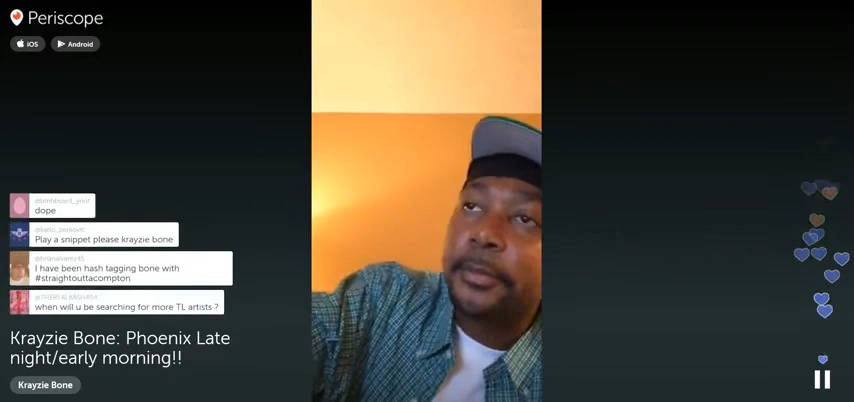 Periscope
iOS
Android
dope
Play a snippet please krayzie bone
I have been hash tagging bone with
#straightouttacompton
when will u be searching for more TL artists ?
Krayzie Bone: Phoenix Late
night/early morning!!
Krayzie Bone